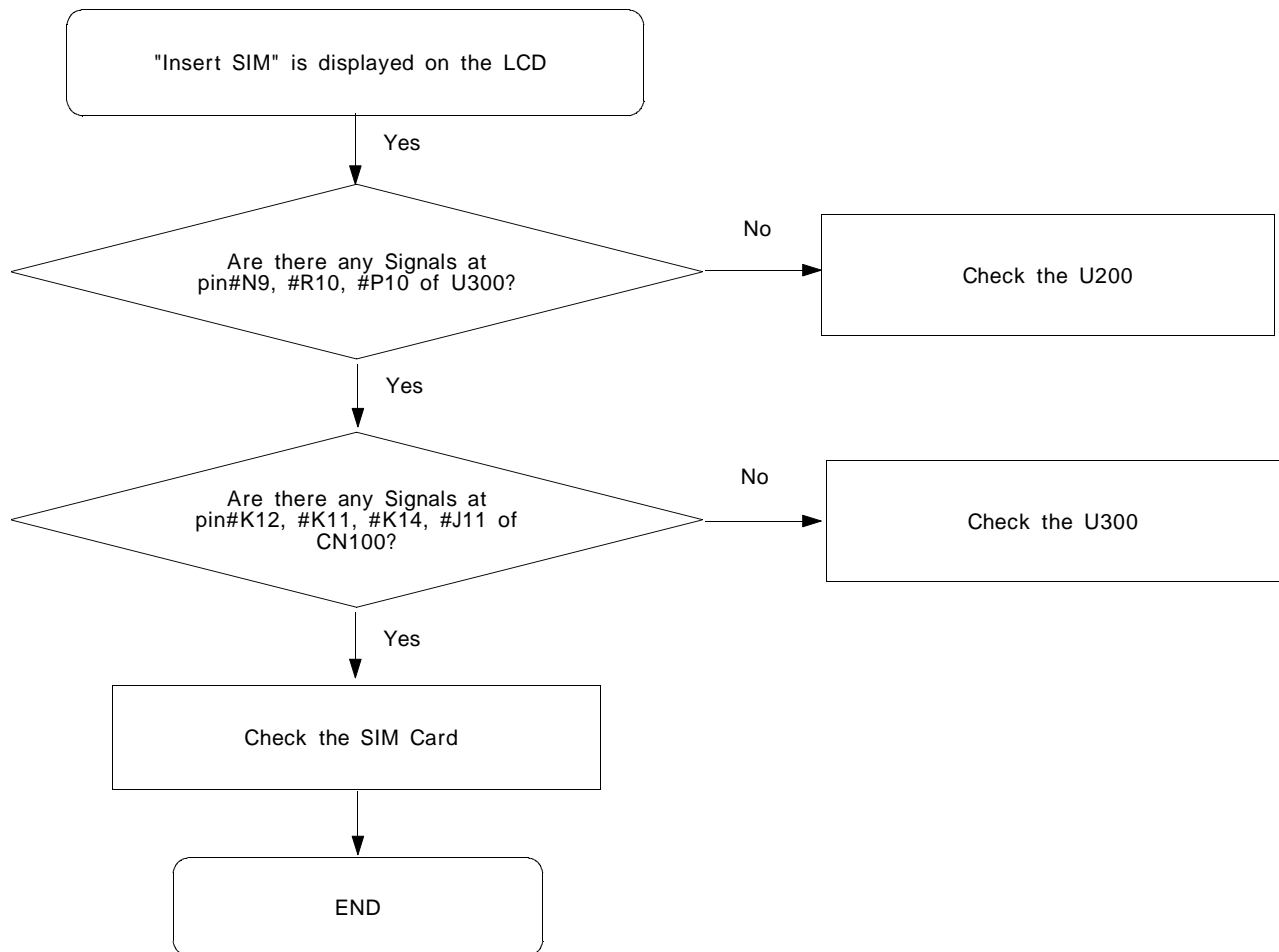 "Insert SIM" is displayed on the LCD
Yes
Are there any Signals at
pin#N9, #R10, #P10 of U300?
No
Check the U200
Yes
Are there any Signals at
pin#K12, #K11, #K14, #J11 of
CN100?
No
Check the U300
Yes
Check the SIM Card
END